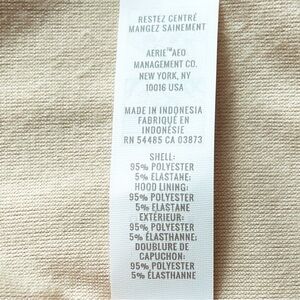 RESTEZ CENTRÉ
MANGEZ SAINEMENT
AERIE™AEO
MANAGEMENT CO.
NEW YORK, NY
10016 USA
MADE IN INDONESIA
FABRIQUÉ EN
INDONÉSIE
RN 54485 CA 03873
SHELL:
95% POLYESTER
5% ELASTANE;
HOOD LINING:
95% POLYESTER
5% ELASTANE
EXTÉRIEUR:
95% POLYESTER
5% ÉLASTHANNE;
DOUBLURE DE
CAPUCHON:
95% POLYESTER
5% ÉLASTHANNE